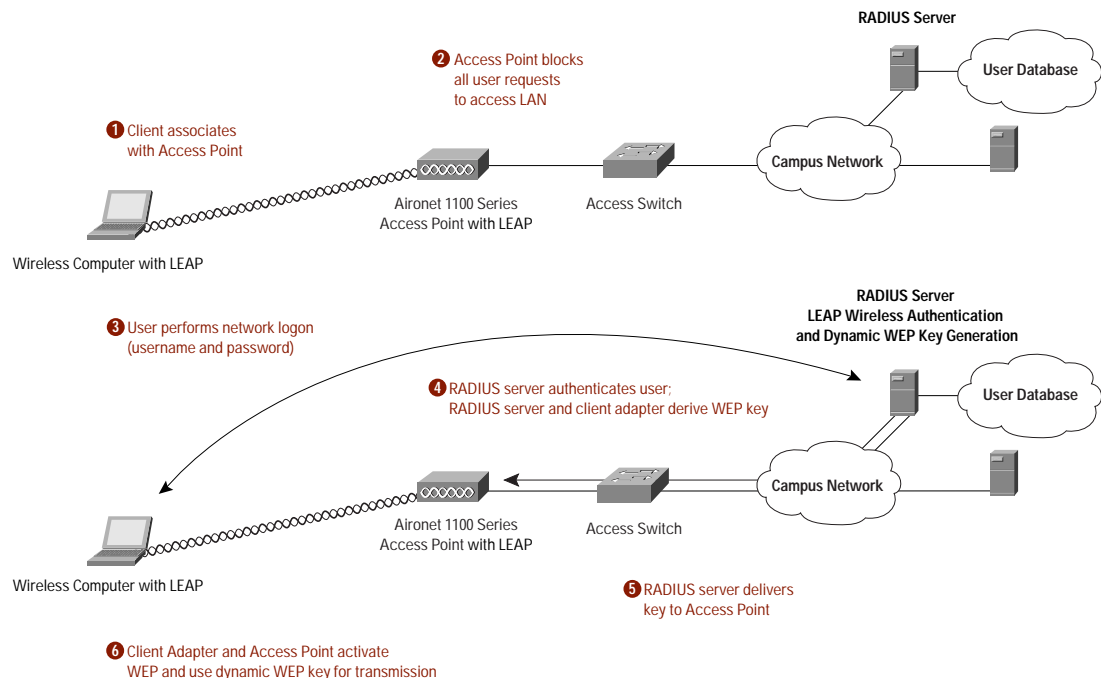 RADIUS Server
2 Access Point blocks
all user requests
to access LAN
User Database
1 Client associates
with Access Point
Campus Network
Aironet 1100 Series
Access Point with LEAP
Access Switch
Wireless Computer with LEAP
RADIUS Server
LEAP Wireless Authentication
and Dynamic WEP Key Generation
3 User performs network logon
(username and password)
4 RADIUS server authenticates user;
RADIUS server and client adapter derive WEP key
User Database
Campus Network
Aironet 1100 Series
Access Point with LEAP
Access Switch
Wireless Computer with LEAP
5 RADIUS server delivers
key to Access Point
6 Client Adapter and Access Point activate
WEP and use dynamic WEP key for transmission